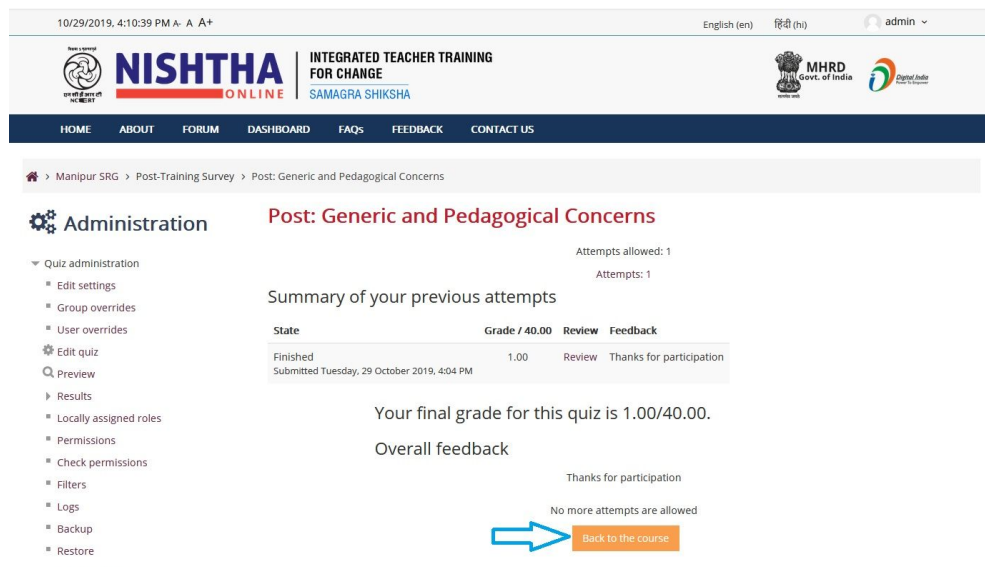 10/29/2019, 4:10:39 PM A- A A+
English (en) हिंदी (hi) admin
NCERT
NISHTHA
ONLINE
INTEGRATED TEACHER TRAINING
FOR CHANGE
SAMAGRA SHIKSHA
MHRD
Govt. of India
Digital India
Power To Empower
HOME ABOUT FORUM DASHBOARD FAQs FEEDBACK CONTACT US
> Manipur SRG > Post-Training Survey > Post: Generic and Pedagogical Concerns
Administration
Quiz administration
Edit settings
Group overrides
User overrides
Edit quiz
Preview
Results
Locally assigned roles
Permissions
Check permissions
Filters
Logs
Backup
Restore
Post: Generic and Pedagogical Concerns
Attempts allowed: 1
Attempts: 1
Summary of your previous attempts
State Grade / 40.00 Review Feedback
Finished 1.00 Review Thanks for participation
Submitted Tuesday, 29 October 2019, 4:04 PM
Your final grade for this quiz is 1.00/40.00.
Overall feedback
Thanks for participation
No more attempts are allowed
Back to the course